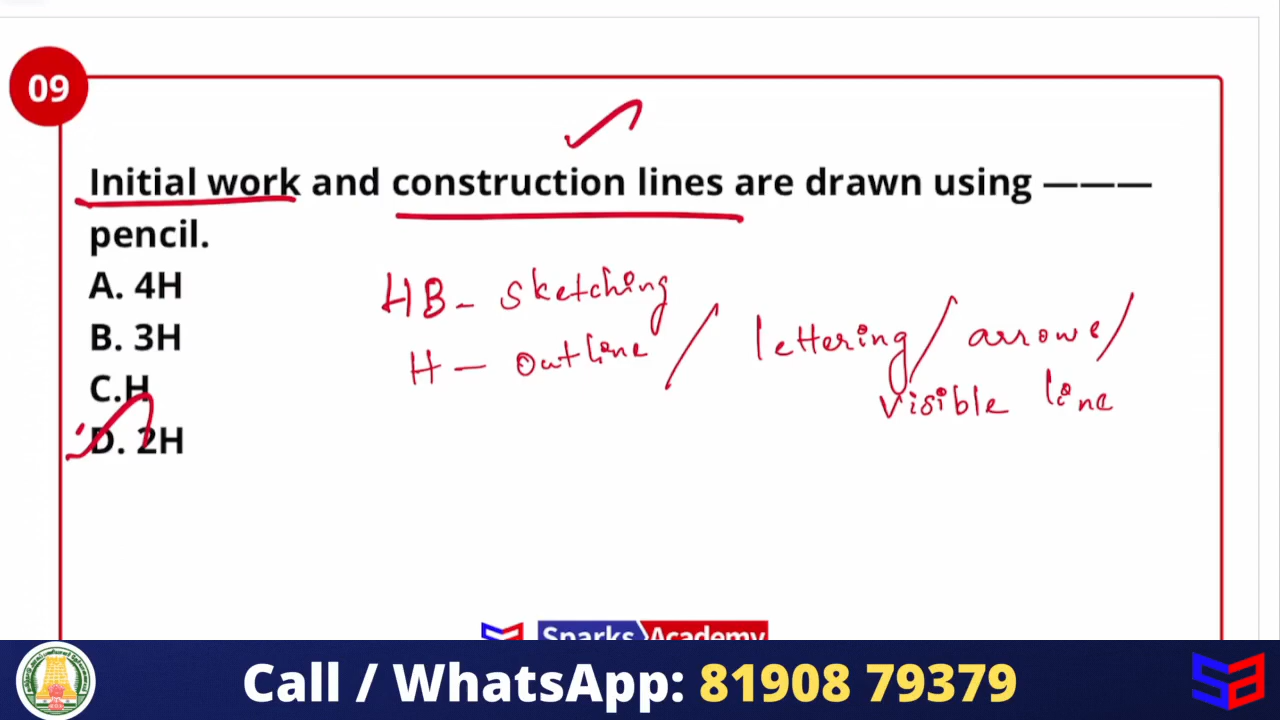 09
Initial work and construction lines are drawn using ———
pencil.
A. 4H
B. 3H
C.H
D. 2H
HB - sketching
H - outline / lettering / arrows /
visible line
Sparks Academy
Call / WhatsApp: 81908 79379